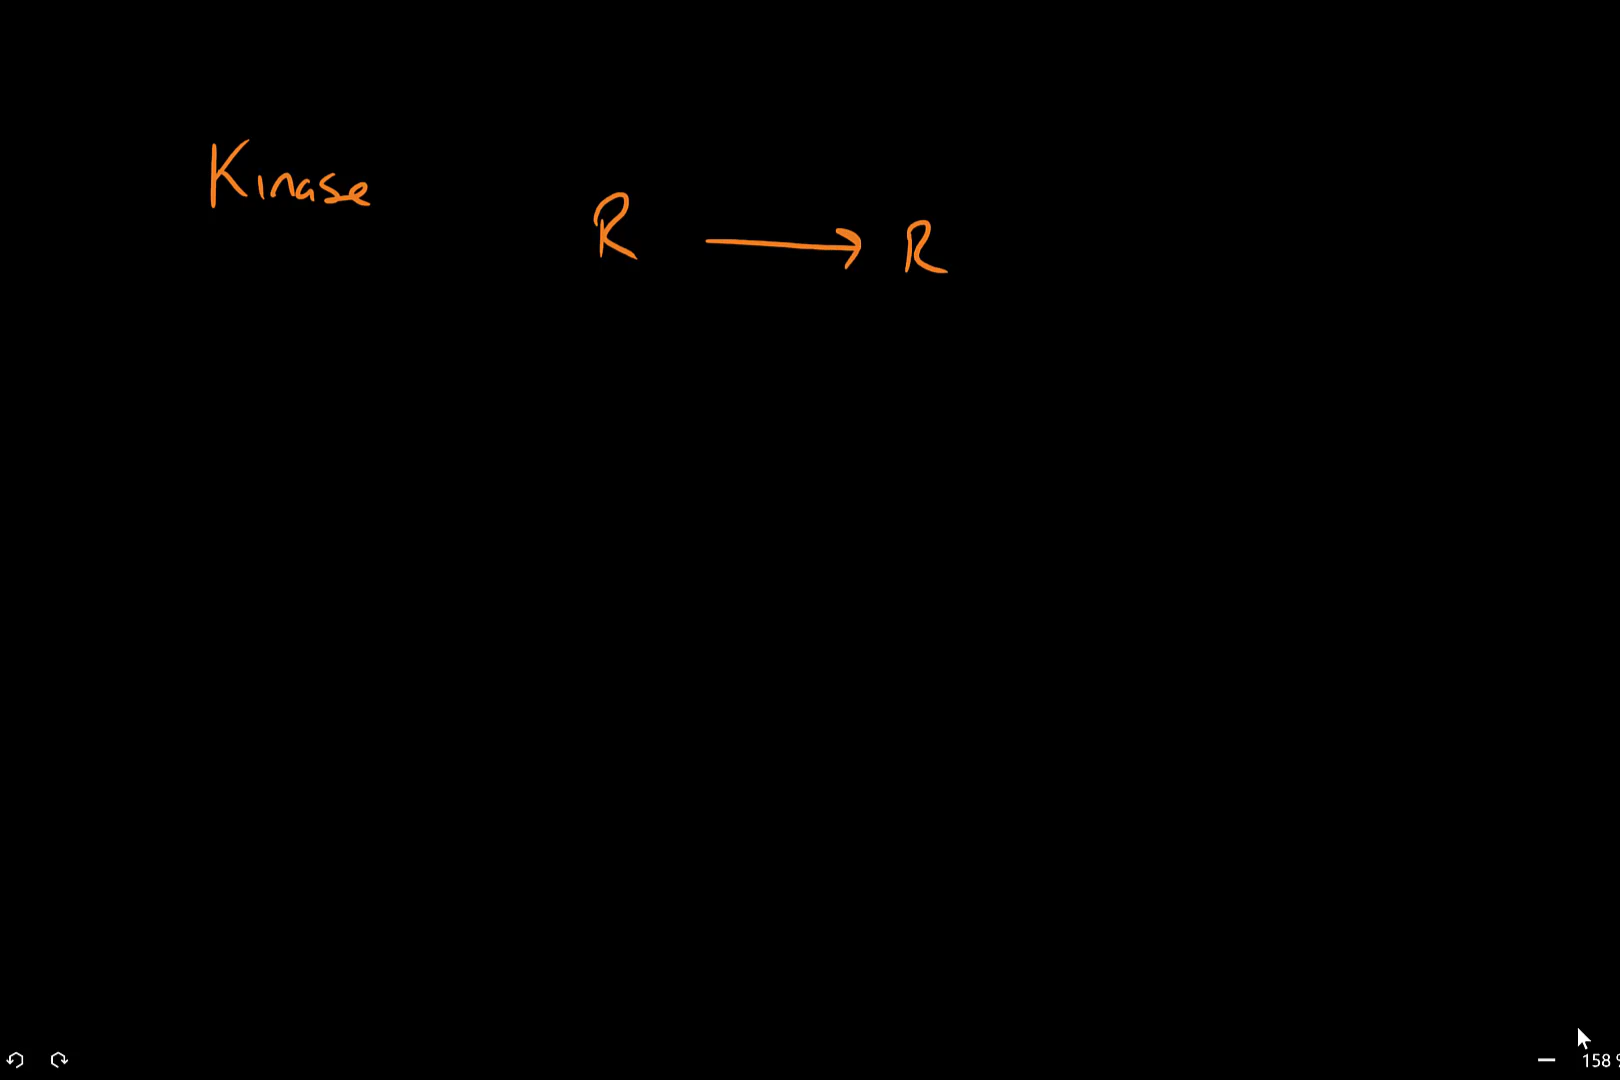 Kinase
R → R
158 %